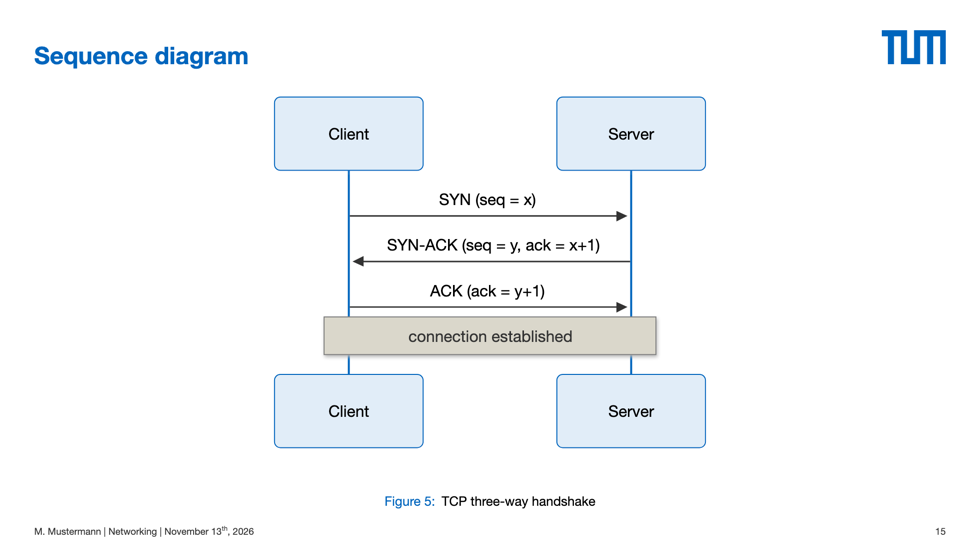 Sequence diagram
TUM
Client
Server
SYN (seq = x)
SYN-ACK (seq = y, ack = x+1)
ACK (ack = y+1)
connection established
Client
Server
Figure 5: TCP three-way handshake
M. Mustermann | Networking | November 13th, 2026
15